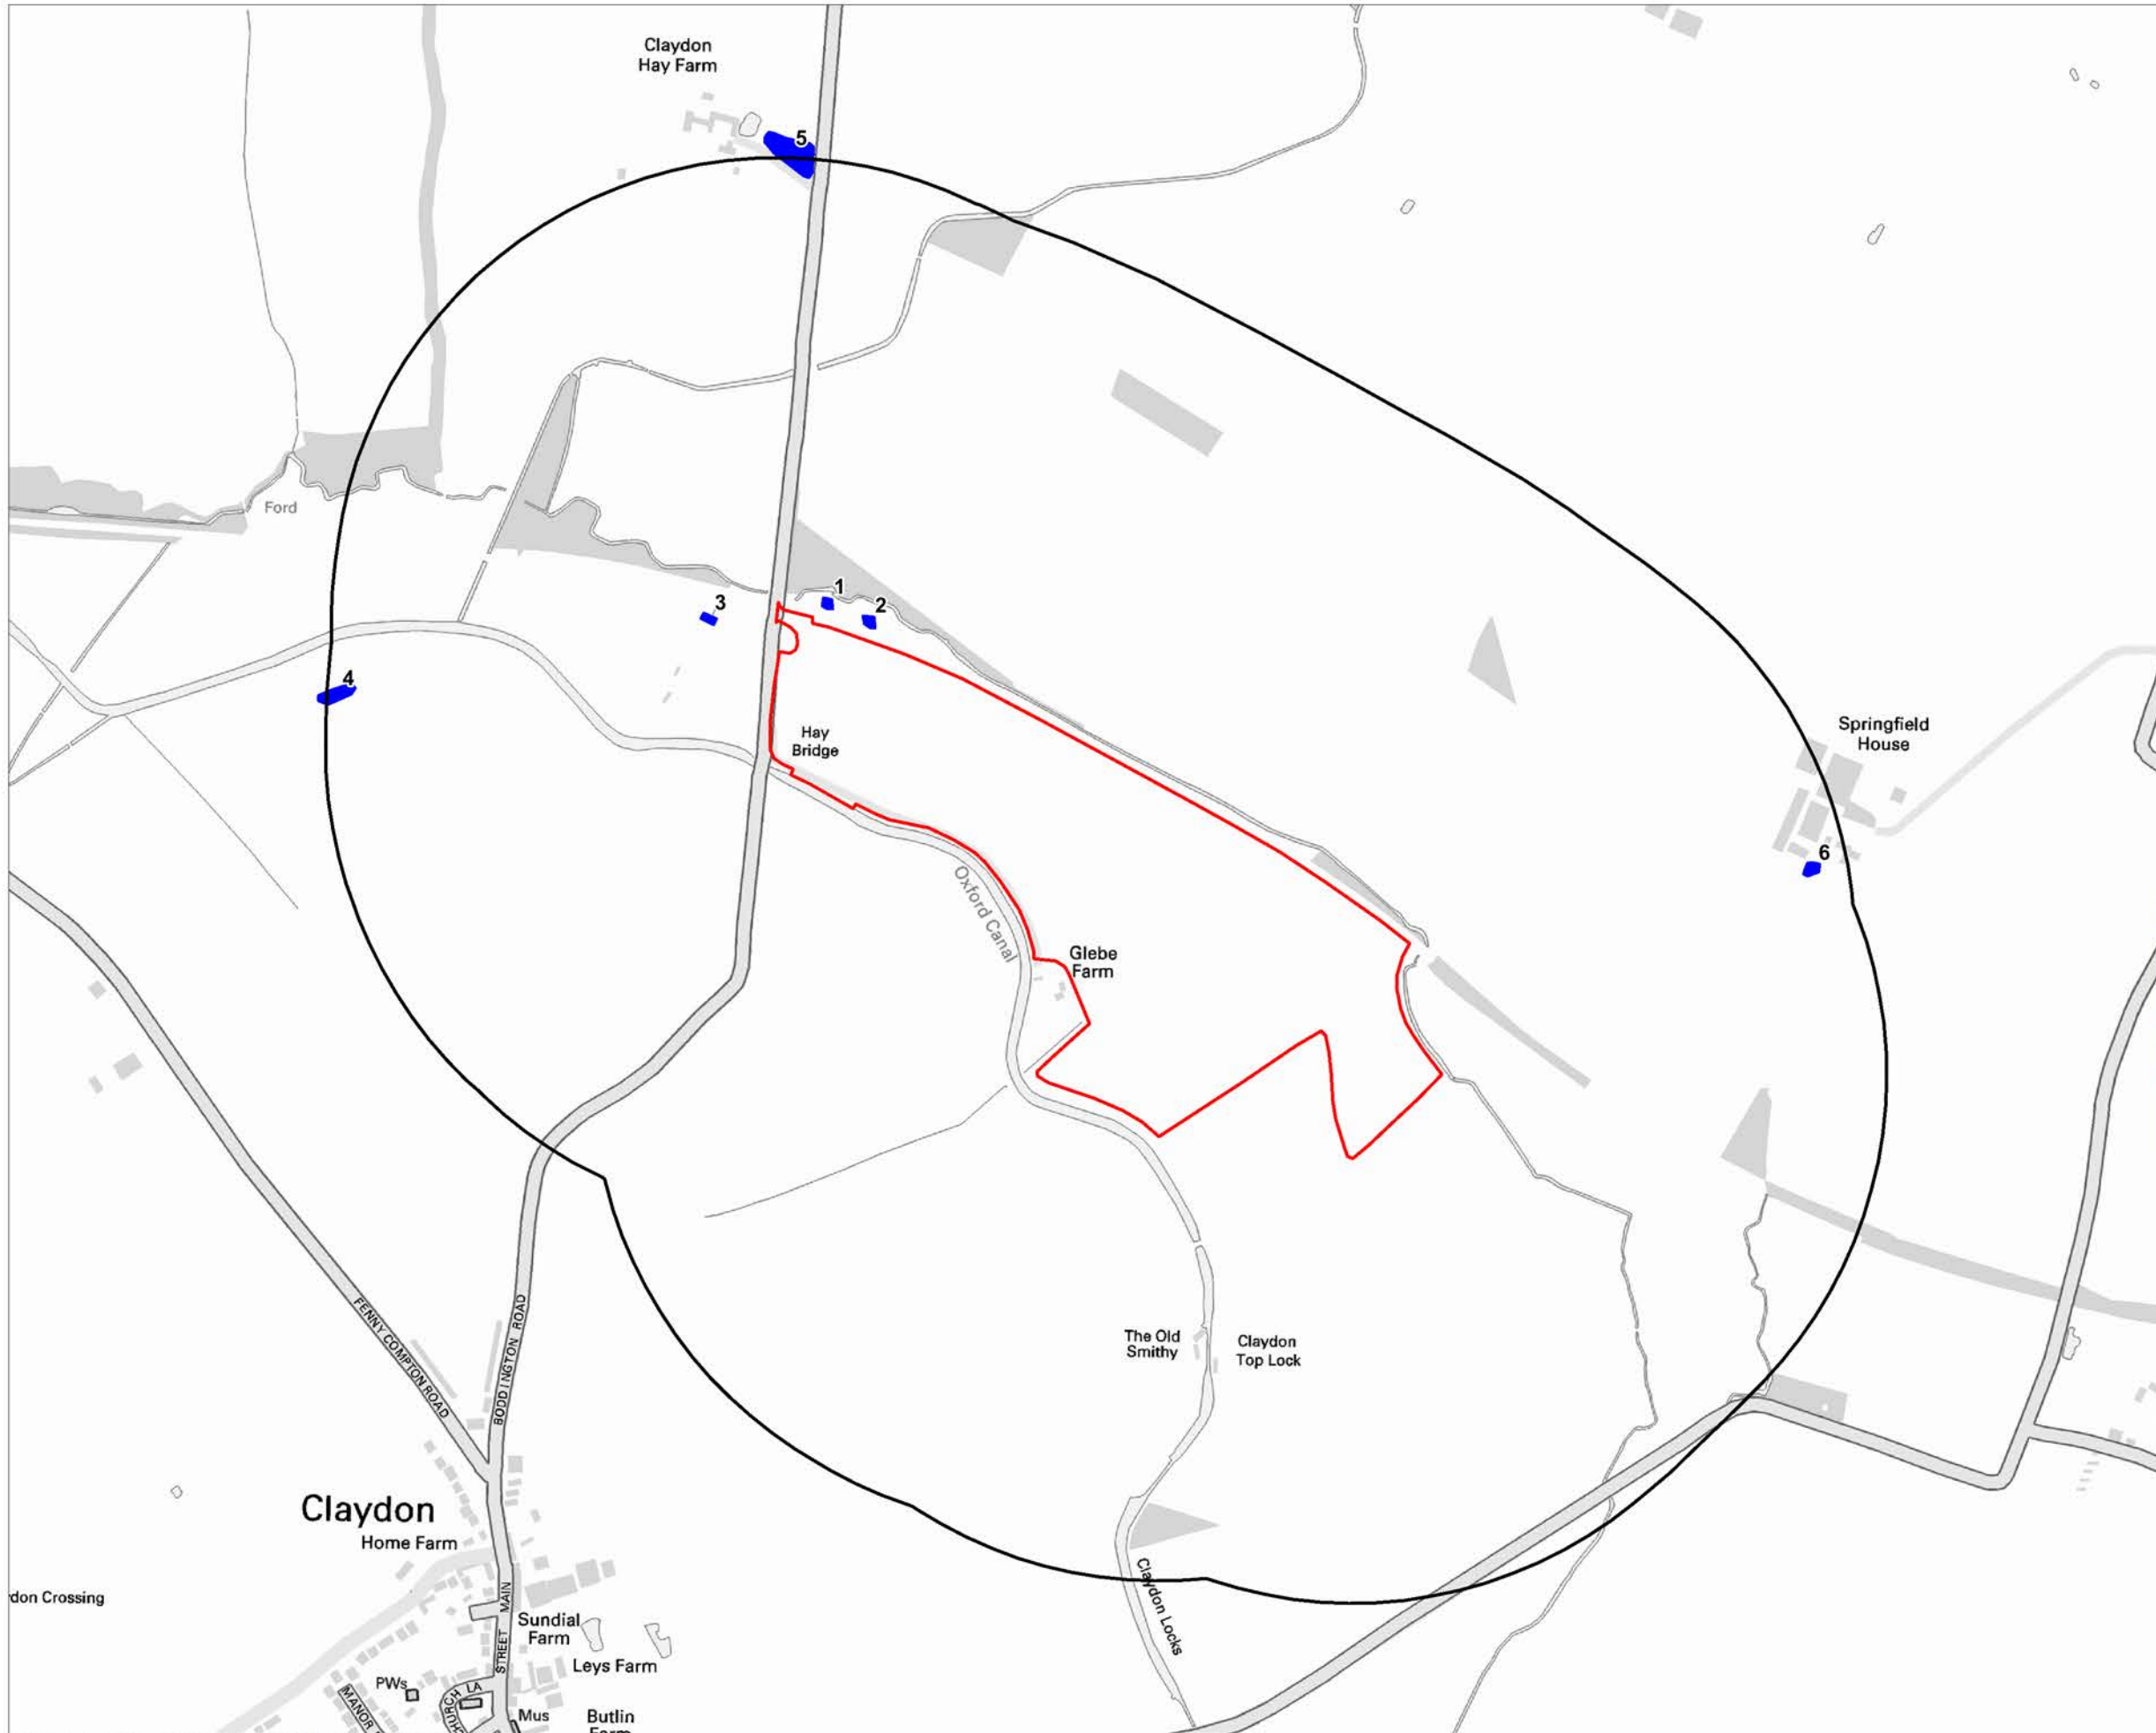 Claydon
Hay Farm
5
Ford
1
2
3
4
Hay
Bridge
Springfield
House
6
Oxford Canal
Glebe
Farm
The Old
Smithy
Claydon
Top Lock
FENNY COMPTON ROAD
BODDINGTON ROAD
Claydon
Home Farm
don Crossing
MAIN
STREET
Sundial
Farm
Leys Farm
Claydon Locks
PWs
CHURCH LA
MANOR
Mus
Butlin
Farm